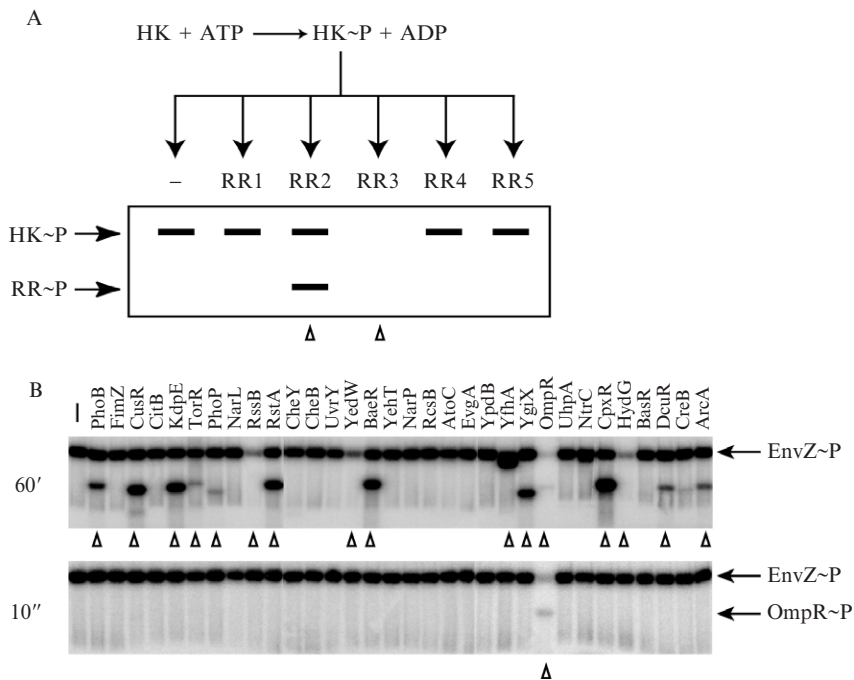 A
HK + ATP → HK~P + ADP
– RR1 RR2 RR3 RR4 RR5
HK~P
RR~P
B
– PhoB FimZ CusR CitB KdpE TorR PhoP NarL RssB RstA CheY CheB UvrY YedW BaeR YehT NarP RcsB AtoC EvgA YpdB YfhA YgiX OmpR UhpA NtrC CpxR HydG BasR DcuR CreB ArcA
EnvZ~P
60′
EnvZ~P
10″
OmpR~P